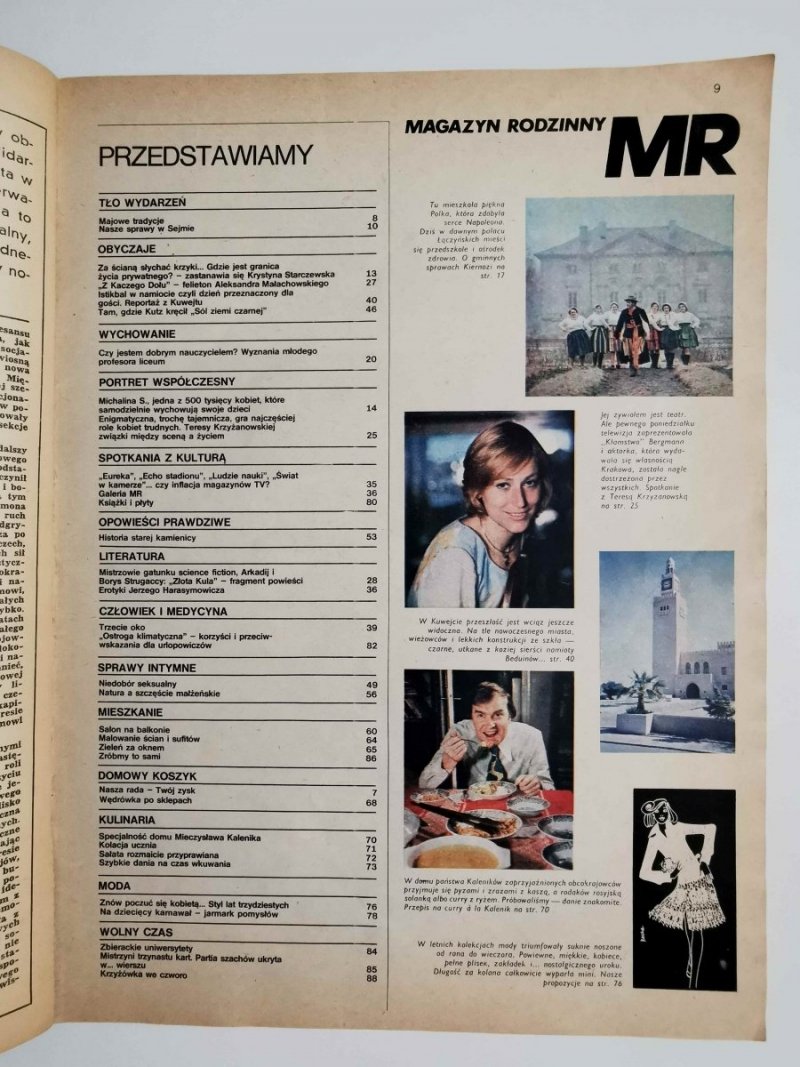 9
PRZEDSTAWIAMY
TŁO WYDARZEŃ
Majowe tradycje 8
Nasze sprawy w Sejmie 10
OBYCZAJE
Za ścianą słychać krzyki... Gdzie jest granica
życia prywatnego? – zastanawia się Krystyna Starczewska 13
„Z Kaczego Dołu” – felieton Aleksandra Małachowskiego 27
Istikbal w namiocie czyli dzień przeznaczony dla
gości. Reportaż z Kuwejtu 40
Tam, gdzie Kutz kręcił „Sól ziemi czarnej” 46
WYCHOWANIE
Czy jestem dobrym nauczycielem? Wyznania młodego
profesora liceum 20
PORTRET WSPÓŁCZESNY
Michalina S., jedna z 500 tysięcy kobiet, które
samodzielnie wychowują swoje dzieci 14
Enigmatyczna, trochę tajemnicza, gra najczęściej
role kobiet trudnych. Teresy Krzyżanowskiej
związki między sceną a życiem 25
SPOTKANIA Z KULTURĄ
„Eureka”, „Echo stadionu”, „Ludzie nauki”, „Świat
w kamerze”... czy inflacja magazynów TV? 35
Galeria MR 36
Książki i płyty 80
OPOWIEŚCI PRAWDZIWE
Historia starej kamienicy 53
LITERATURA
Mistrzowie gatunku science fiction, Arkadij i
Borys Strugaccy: „Złota Kula” – fragment powieści 28
Erotyki Jerzego Harasymowicza 36
CZŁOWIEK I MEDYCYNA
Trzecie oko 39
„Ostroga klimatyczna” – korzyści i przeciw-
wskazania dla urlopowiczów 82
SPRAWY INTYMNE
Niedobór seksualny 49
Natura a szczęście małżeńskie 56
MIESZKANIE
Salon na balkonie 60
Malowanie ścian i sufitów 64
Zieleń za oknem 65
Zróbmy to sami 86
DOMOWY KOSZYK
Nasza rada – Twój zysk 7
Wędrówka po sklepach 68
KULINARIA
Specjalność domu Mieczysława Kalenika 70
Kolacja ucznia 71
Sałata rozmaicie przyprawiana 72
Szybkie dania na czas wkuwania 73
MODA
Znów poczuć się kobietą... Styl lat trzydziestych 76
Na dziecięcy karnawał – jarmark pomysłów 78
WOLNY CZAS
Zbierackie uniwersytety 84
Mistrzyni trzynastu kart. Partia szachów ukryta
w... wierszu 85
Krzyżówka we czworo 88
MAGAZYN RODZINNY MR
Tu mieszkała piękna
Polka, która zdobyła
serce Napoleona.
Dziś w dawnym pałacu
Łączyńskich mieści
się przedszkole i ośrodek
zdrowia. O gminnych
sprawach Kiernozi na
str. 17
Jej żywiołem jest teatr.
Ale pewnego poniedziałku
telewizja zaprezentowała
„Kłamstwa” Bergmana
i aktorka, która wyda-
wała się własnością
Krakowa, została nagle
dostrzeżona przez
wszystkich. Spotkanie
z Teresą Krzyżanowską
na str. 25
W Kuwejcie przeszłość jest wciąż jeszcze
widoczna. Na tle nowoczesnego miasta,
wieżowców i lekkich konstrukcji ze szkła —
czarne, utkane z koziej sierści namioty
Beduinów... str. 40
W domu państwa Kaleników zaprzyjaźnionych obcokrajowców
przyjmuje się pyzami i zrazami z kaszą, a rodaków rosyjską
solanką albo curry z ryżem. Próbowaliśmy — danie znakomite.
Przepis na curry à la Kalenik na str. 70
W letnich kolekcjach mody triumfowały suknie noszone
od rana do wieczora. Powiewne, miękkie, kobiece,
pełne plisek, zakładek i... nostalgicznego uroku.
Długość za kolana całkowicie wyparła mini. Nasze
propozycje na str. 76